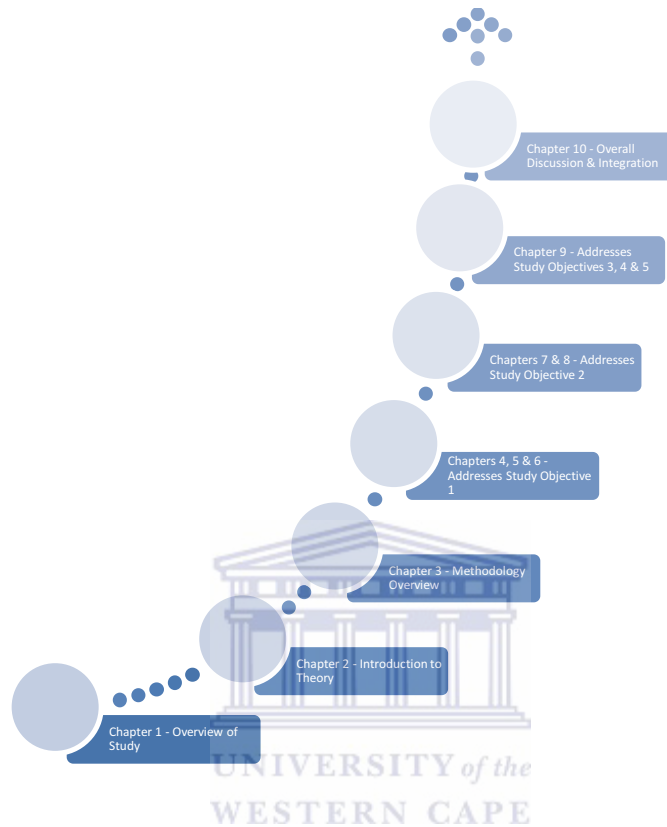 Chapter 10 - Overall
Discussion & Integration
Chapter 9 - Addresses
Study Objectives 3, 4 & 5
Chapters 7 & 8 - Addresses
Study Objective 2
Chapters 4, 5 & 6 -
Addresses Study Objective
1
Chapter 3 - Methodology
Overview
Chapter 2 - Introduction to
Theory
Chapter 1 - Overview of
Study
UNIVERSITY of the
WESTERN CAPE